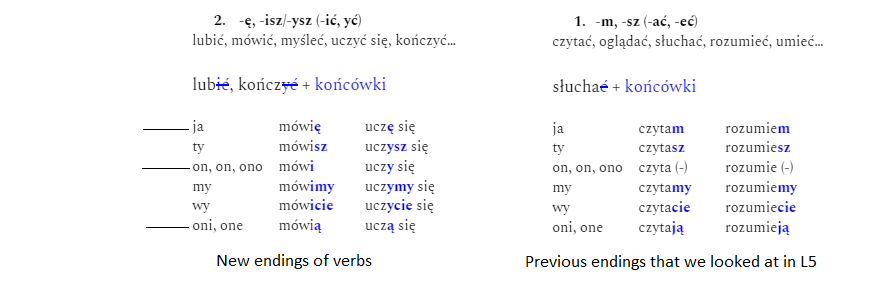 2. -ę, -isz/-ysz (-ić, yć)
lubić, mówić, myśleć, uczyć się, kończyć...
lubić, kończyć + końcówki
ja mówię uczę się
ty mówisz uczysz się
on, on, ono mówi uczy się
my mówimy uczymy się
wy mówicie uczycie się
oni, one mówią uczą się
New endings of verbs
1. -m, -sz (-ać, -eć)
czytać, oglądać, słuchać, rozumieć, umieć...
słuchać + końcówki
ja czytam rozumiem
ty czytasz rozumiesz
on, on, ono czyta (-) rozumie (-)
my czytamy rozumiemy
wy czytacie rozumiecie
oni, one czytają rozumieją
Previous endings that we looked at in L5